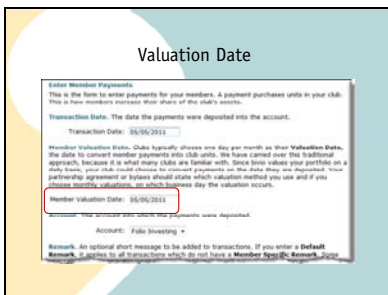 Valuation Date
Enter Member Payments
This is the form to enter payments for your members. A payment purchases units in your club.
This is how members increase their share of the club's assets.
Transaction Date. The date the payments were deposited into the account.
Transaction Date: 05/05/2011
Member Valuation Date. Clubs typically choose one day per month as their Valuation Date,
the date to convert member payments into club units. We have carried over this traditional
approach, because it is what many clubs are familiar with. Since bivio values your portfolio on a
daily basis, your club could choose to convert payments on the date they are deposited. Your
partnership agreement or bylaws should state which valuation method you use and if you
choose monthly valuations, on which business day the valuation occurs.
Member Valuation Date: 05/05/2011
Account. The account into which the payments were deposited.
Account: Folio Investing
Remark. An optional short message to be added to transactions. If you enter a Default
Remark, it applies to all transactions which do not have a Member Specific Remark. Some